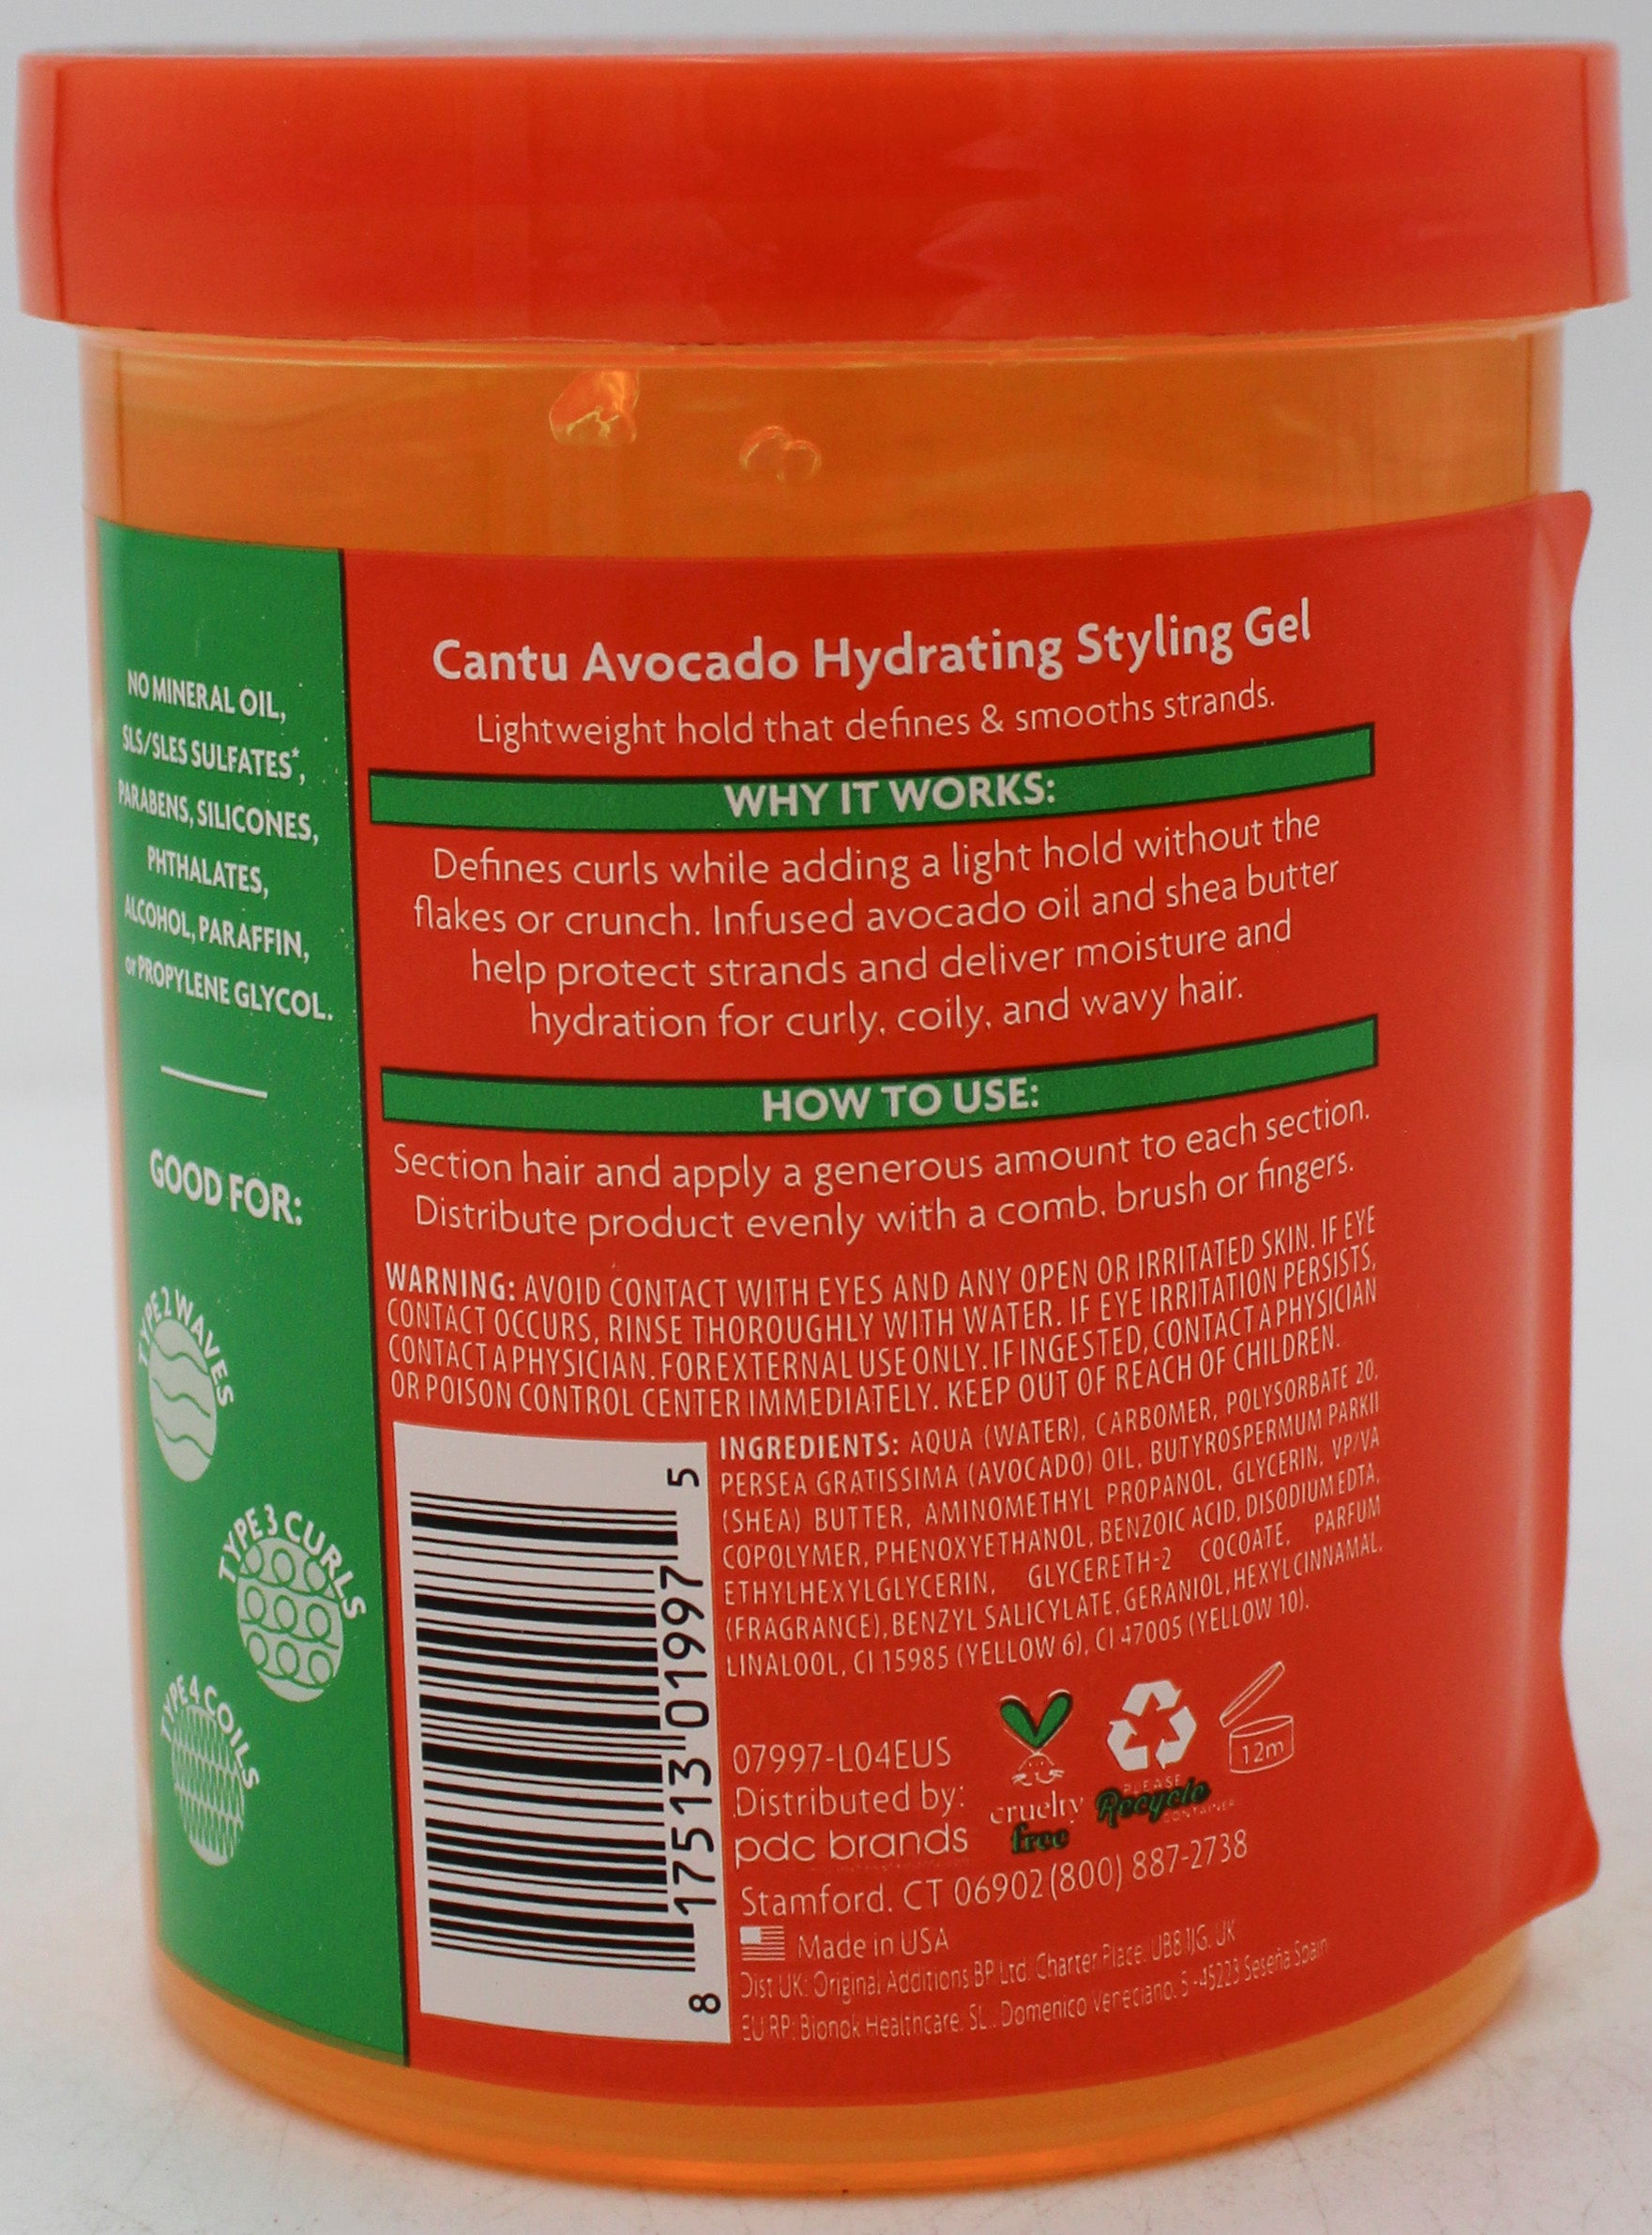 NO MINERAL OIL,
SLS/SLES SULFATES*,
PARABENS, SILICONES,
PHTHALATES,
ALCOHOL, PARAFFIN,
or PROPYLENE GLYCOL.
GOOD FOR:
TYPE 2 WAVES
TYPE 3 CURLS
TYPE 4 COILS
Cantu Avocado Hydrating Styling Gel
Lightweight hold that defines & smooths strands.
WHY IT WORKS:
Defines curls while adding a light hold without the
flakes or crunch. Infused avocado oil and shea butter
help protect strands and deliver moisture and
hydration for curly, coily, and wavy hair.
HOW TO USE:
Section hair and apply a generous amount to each section.
Distribute product evenly with a comb, brush or fingers.
WARNING: AVOID CONTACT WITH EYES AND ANY OPEN OR IRRITATED SKIN. IF EYE
CONTACT OCCURS, RINSE THOROUGHLY WITH WATER. IF EYE IRRITATION PERSISTS,
CONTACT A PHYSICIAN. FOR EXTERNAL USE ONLY. IF INGESTED, CONTACT A PHYSICIAN
OR POISON CONTROL CENTER IMMEDIATELY. KEEP OUT OF REACH OF CHILDREN.
INGREDIENTS: AQUA (WATER), CARBOMER, POLYSORBATE 20,
PERSEA GRATISSIMA (AVOCADO) OIL, BUTYROSPERMUM PARKII
(SHEA) BUTTER, AMINOMETHYL PROPANOL, GLYCERIN, VP/VA
COPOLYMER, PHENOXYETHANOL, BENZOIC ACID, DISODIUM EDTA,
ETHYLHEXYLGLYCERIN, GLYCERETH-2 COCOATE, PARFUM
(FRAGRANCE), BENZYL SALICYLATE, GERANIOL, HEXYL CINNAMAL,
LINALOOL, CI 15985 (YELLOW 6), CI 47005 (YELLOW 10).
8 17513 01997 5
07997-L04EUS
Distributed by:
pdc brands
cruelty
free
PLEASE
Recycle
CONTAINER
12m
Stamford, CT 06902 (800) 887-2738
Made in USA
Dist UK: Original Additions BP Ltd. Charter Place. UB8 1JG. UK
EU RP: Bionok Healthcare. SL.. Domenico Veneciano. 5 -45223 Seseña Spain